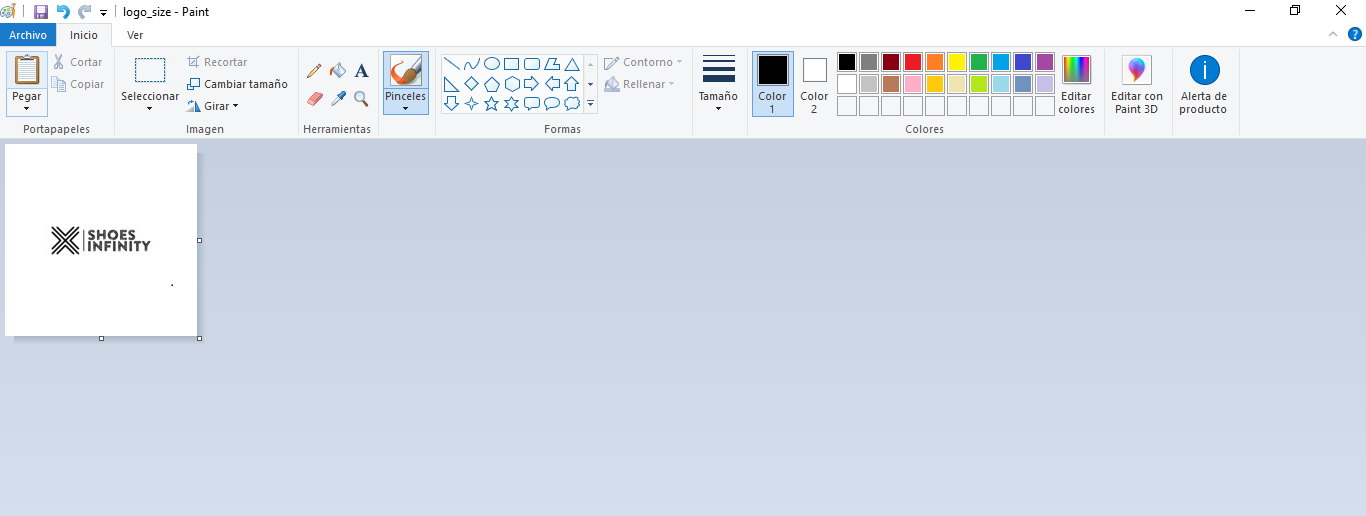 logo_size - Paint
Archivo Inicio Ver
Pegar
Cortar
Copiar
Portapapeles
Seleccionar
Recortar
Cambiar tamaño
Girar
Imagen
A
Herramientas
Pinceles
Contorno
Rellenar
Formas
Tamaño
Color
1
Color
2
Editar
colores
Colores
Editar con
Paint 3D
Alerta de
producto
SHOES
INFINITY